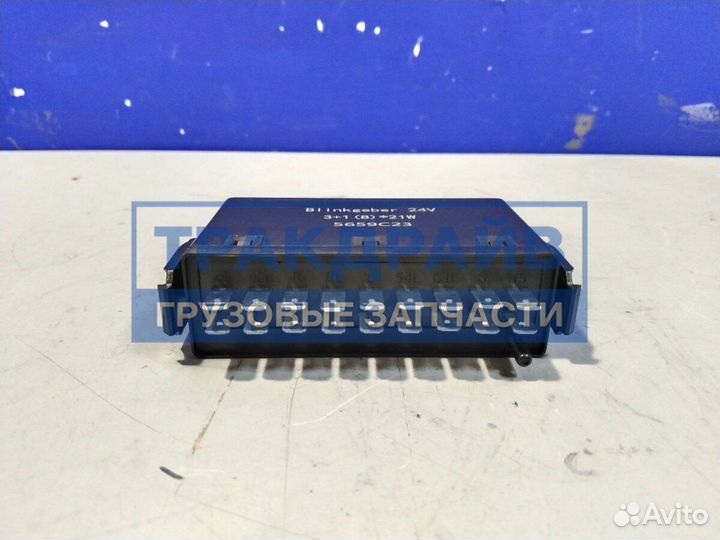 Blinkgeber 24V
3+1(8)*21W
5659C23
ТРАКДРАЙВ
ГРУЗОВЫЕ ЗАПЧАСТИ
Avito